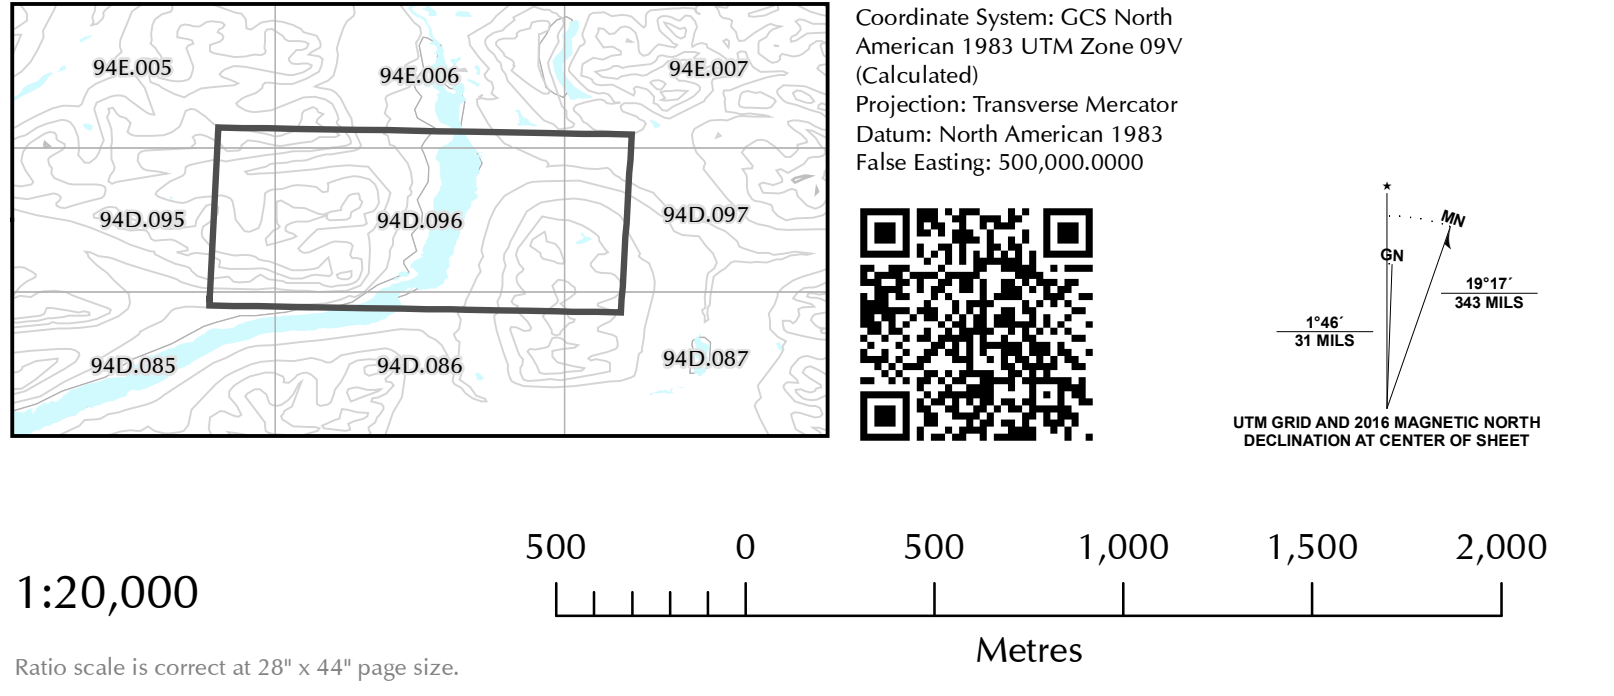 94E.005
94E.006
94E.007
94D.095
94D.096
94D.097
94D.085
94D.086
94D.087
Coordinate System: GCS North
American 1983 UTM Zone 09V
(Calculated)
Projection: Transverse Mercator
Datum: North American 1983
False Easting: 500,000.0000
MN
GN
19°17´
343 MILS
1°46´
31 MILS
UTM GRID AND 2016 MAGNETIC NORTH
DECLINATION AT CENTER OF SHEET
1:20,000
Ratio scale is correct at 28" x 44" page size.
500 0 500 1,000 1,500 2,000
Metres